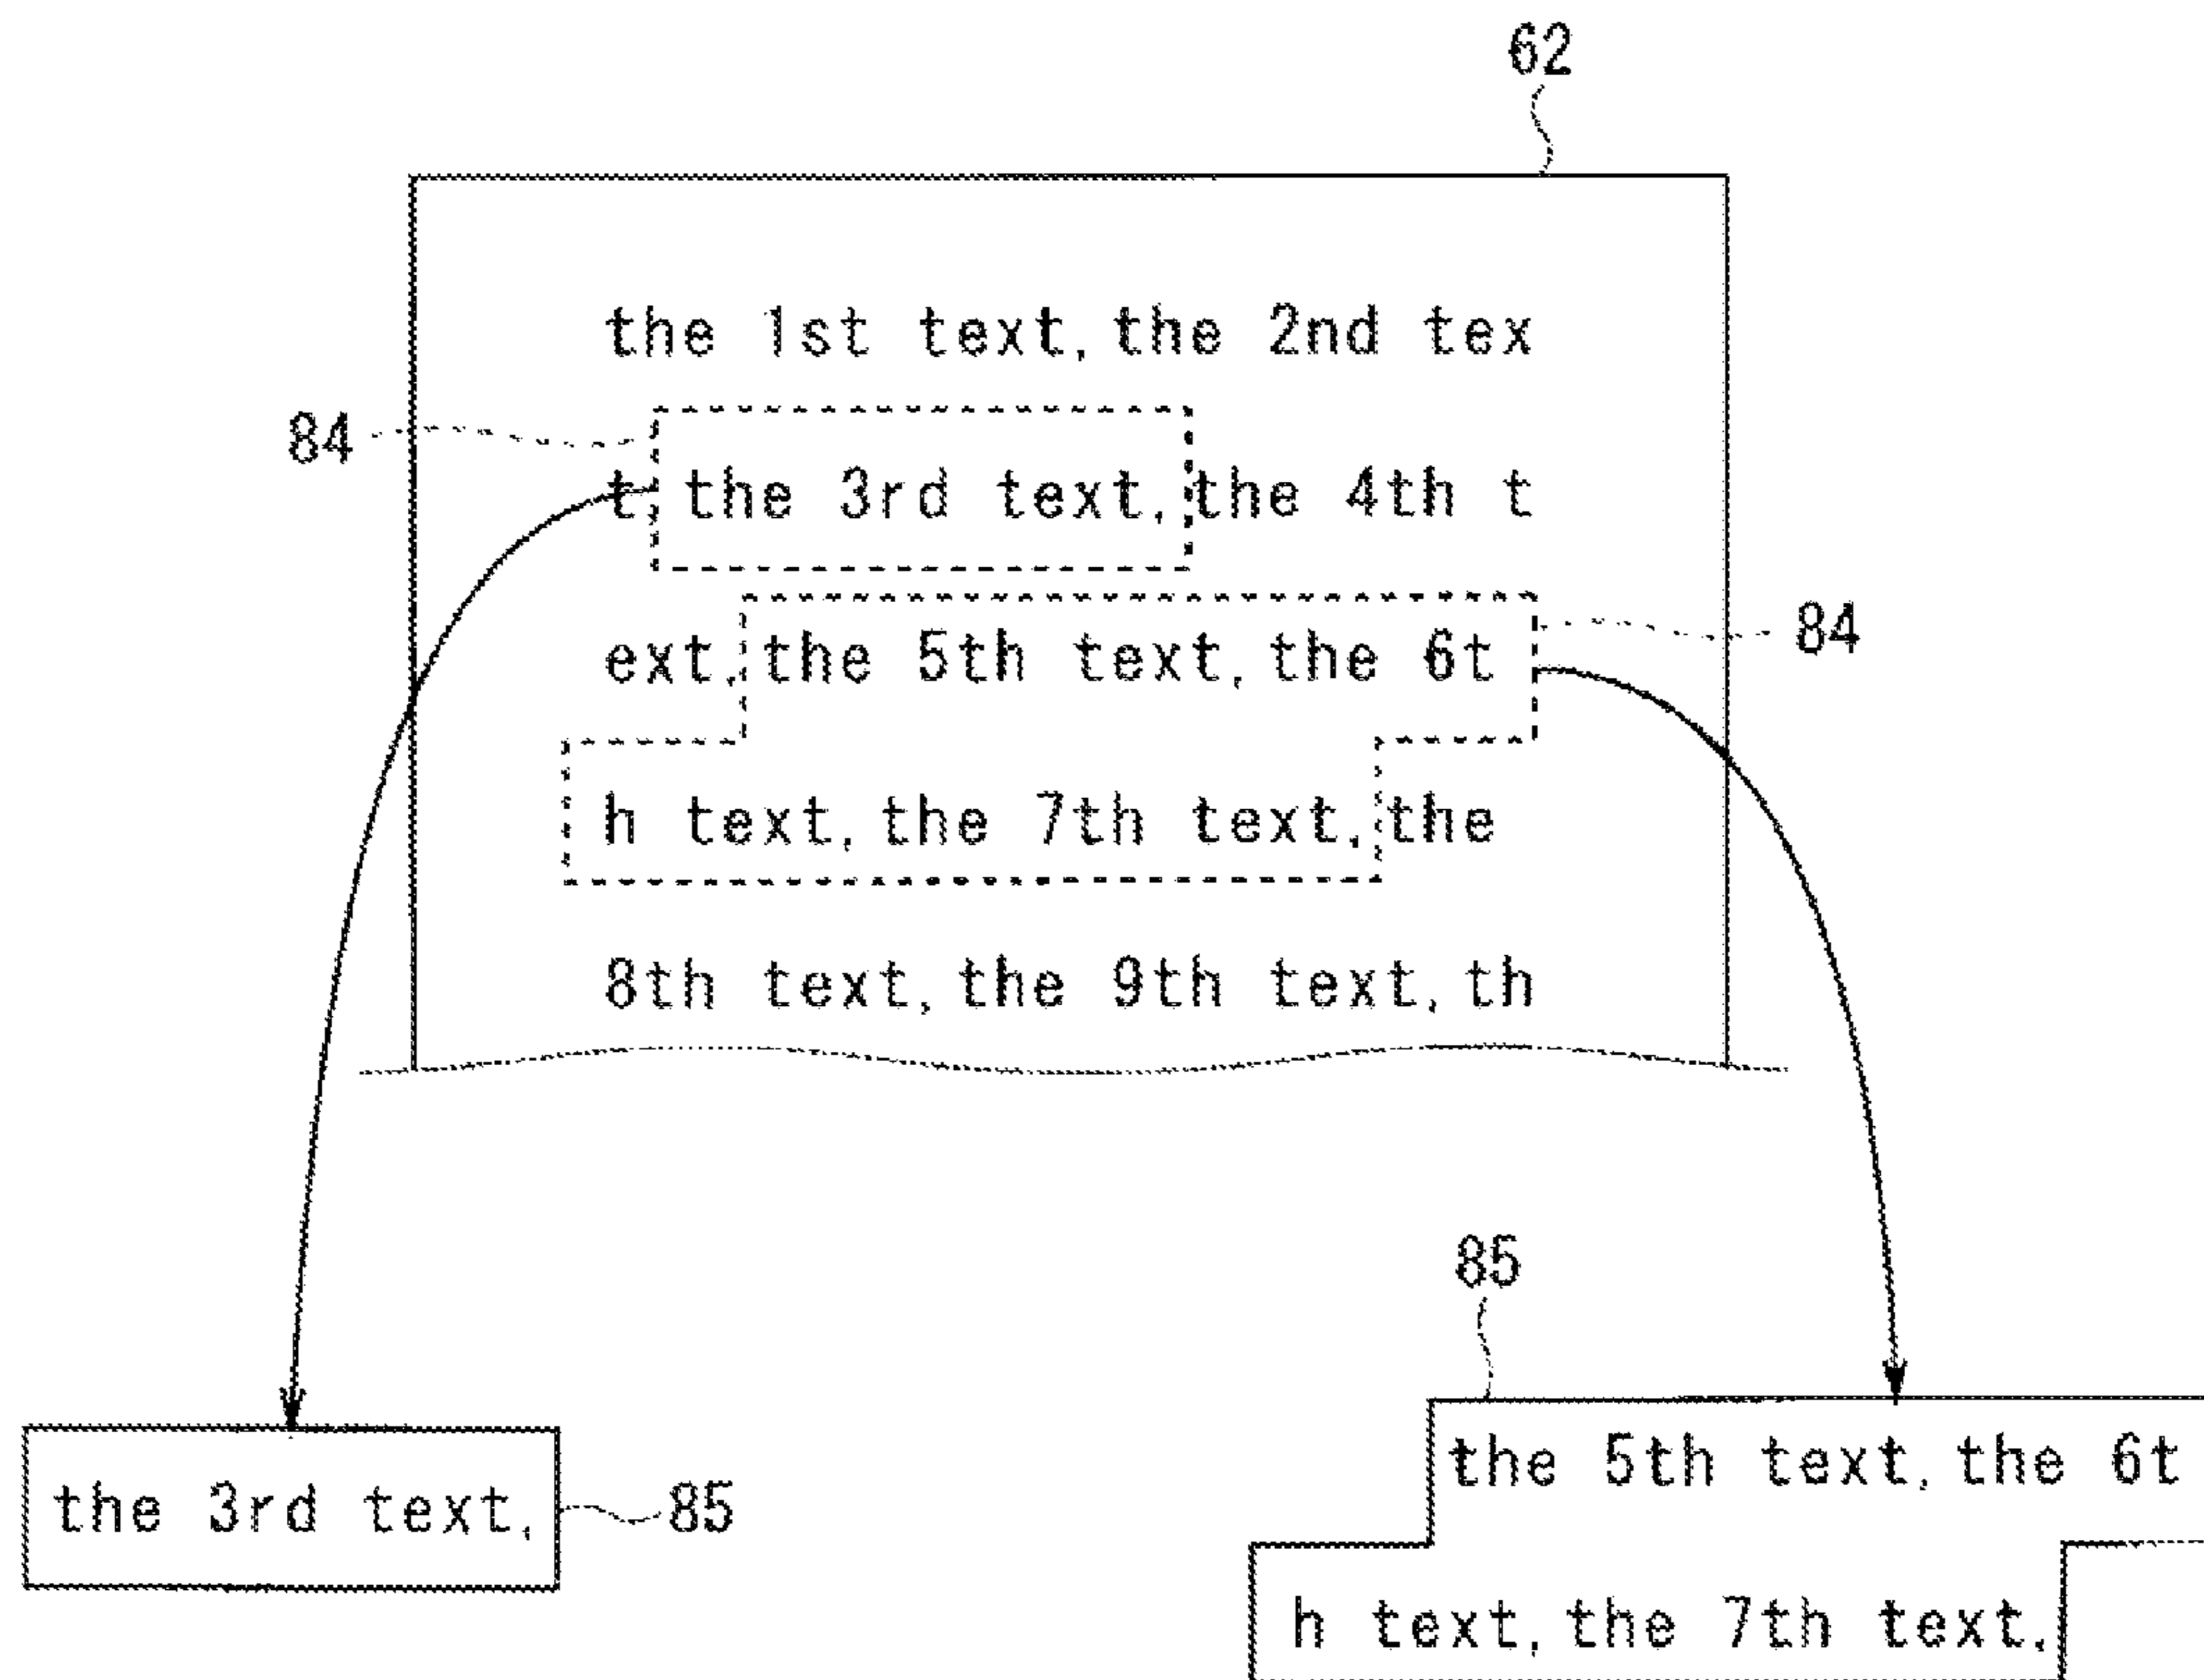 62
the 1st text, the 2nd tex
84
t the 3rd text, the 4th t
ext, the 5th text, the 6t
84
h text, the 7th text, the
8th text, the 9th text, th
85
the 5th text, the 6t
the 3rd text,
85
h text, the 7th text,